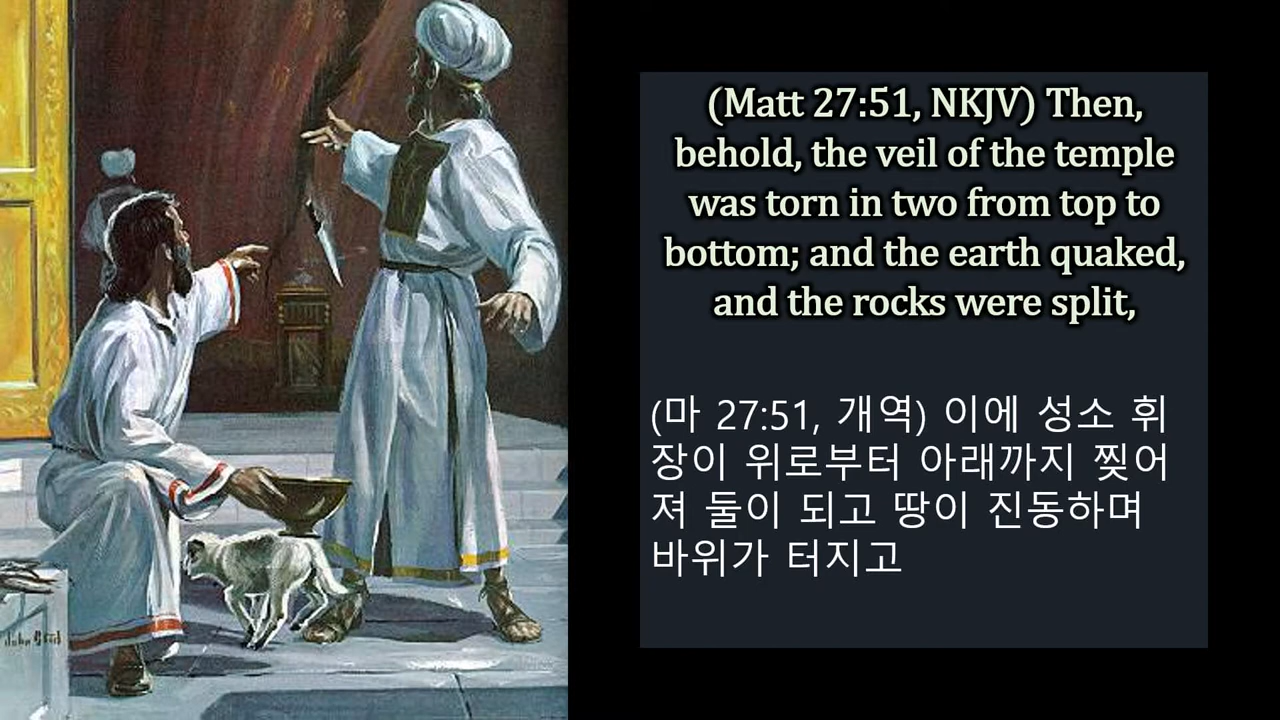 (Matt 27:51, NKJV) Then,
behold, the veil of the temple
was torn in two from top to
bottom; and the earth quaked,
and the rocks were split,
(마 27:51, 개역) 이에 성소 휘
장이 위로부터 아래까지 찢어
져 둘이 되고 땅이 진동하며
바위가 터지고